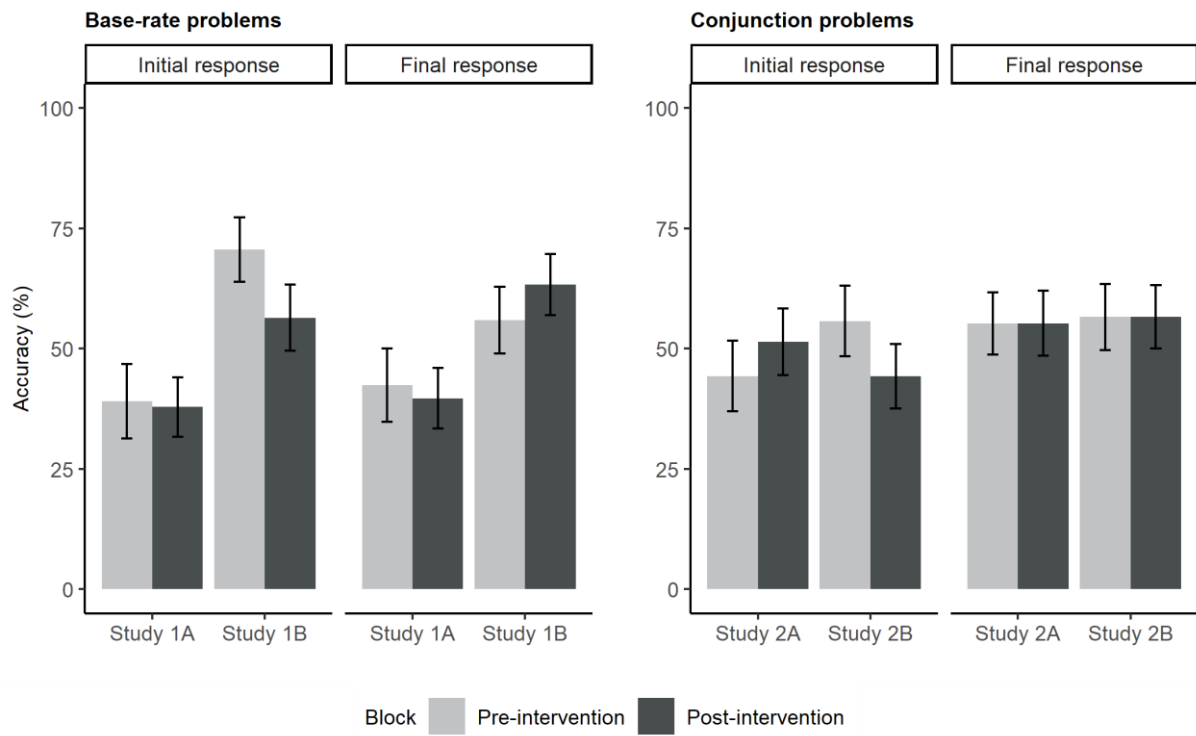 Base-rate problems
Conjunction problems
Initial response
Final response
Initial response
Final response
Accuracy (%)
100
75
50
25
0
100
75
50
25
0
Study 1A
Study 1B
Study 1A
Study 1B
Study 2A
Study 2B
Study 2A
Study 2B
Block
Pre-intervention
Post-intervention